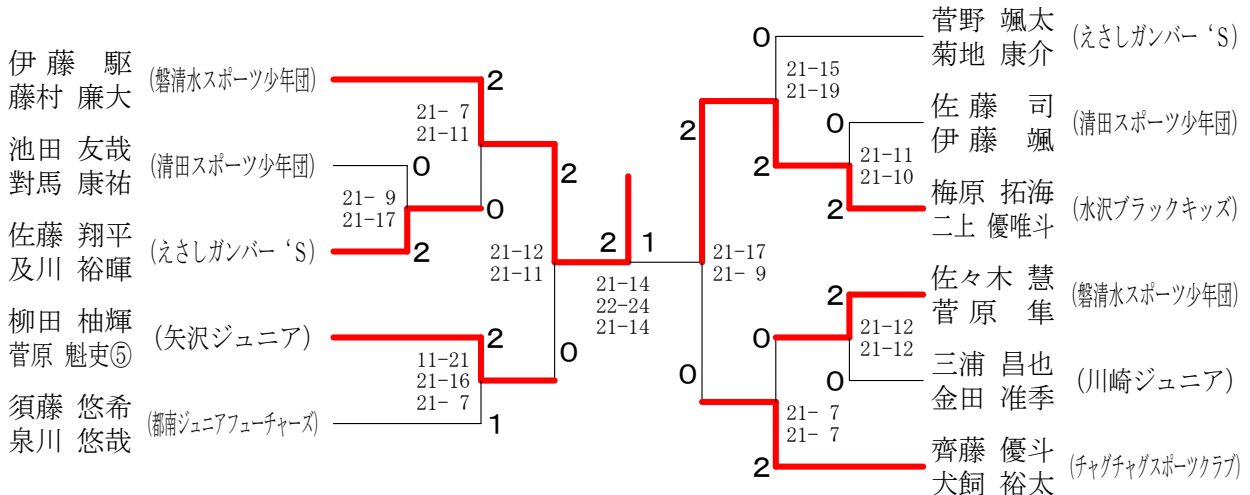 伊藤 駆
藤村 廉大
(磐清水スポーツ少年団)
2
21- 7
21-11
池田 友哉
對馬 康祐
(清田スポーツ少年団)
0
21- 9
21-17
0
佐藤 翔平
及川 裕暉
(えさしガンバー‘S)
2
2
21-12
21-11
柳田 柚輝
菅原 魁吏⑤
(矢沢ジュニア)
2
11-21
21-16
21- 7
0
須藤 悠希
泉川 悠哉
(都南ジュニアフューチャーズ)
1
2
1
21-14
22-24
21-14
菅野 颯太
菊地 康介
(えさしガンバー‘S)
0
21-15
21-19
佐藤 司
伊藤 颯
(清田スポーツ少年団)
0
21-11
21-10
2
2
梅原 拓海
二上 優唯斗
(水沢ブラックキッズ)
2
21-17
21- 9
佐々木 慧
菅原 隼
(磐清水スポーツ少年団)
2
21-12
21-12
0
三浦 昌也
金田 准季
(川崎ジュニア)
0
0
21- 7
21- 7
齊藤 優斗
犬飼 裕太
(チャグチャグスポーツクラブ)
2